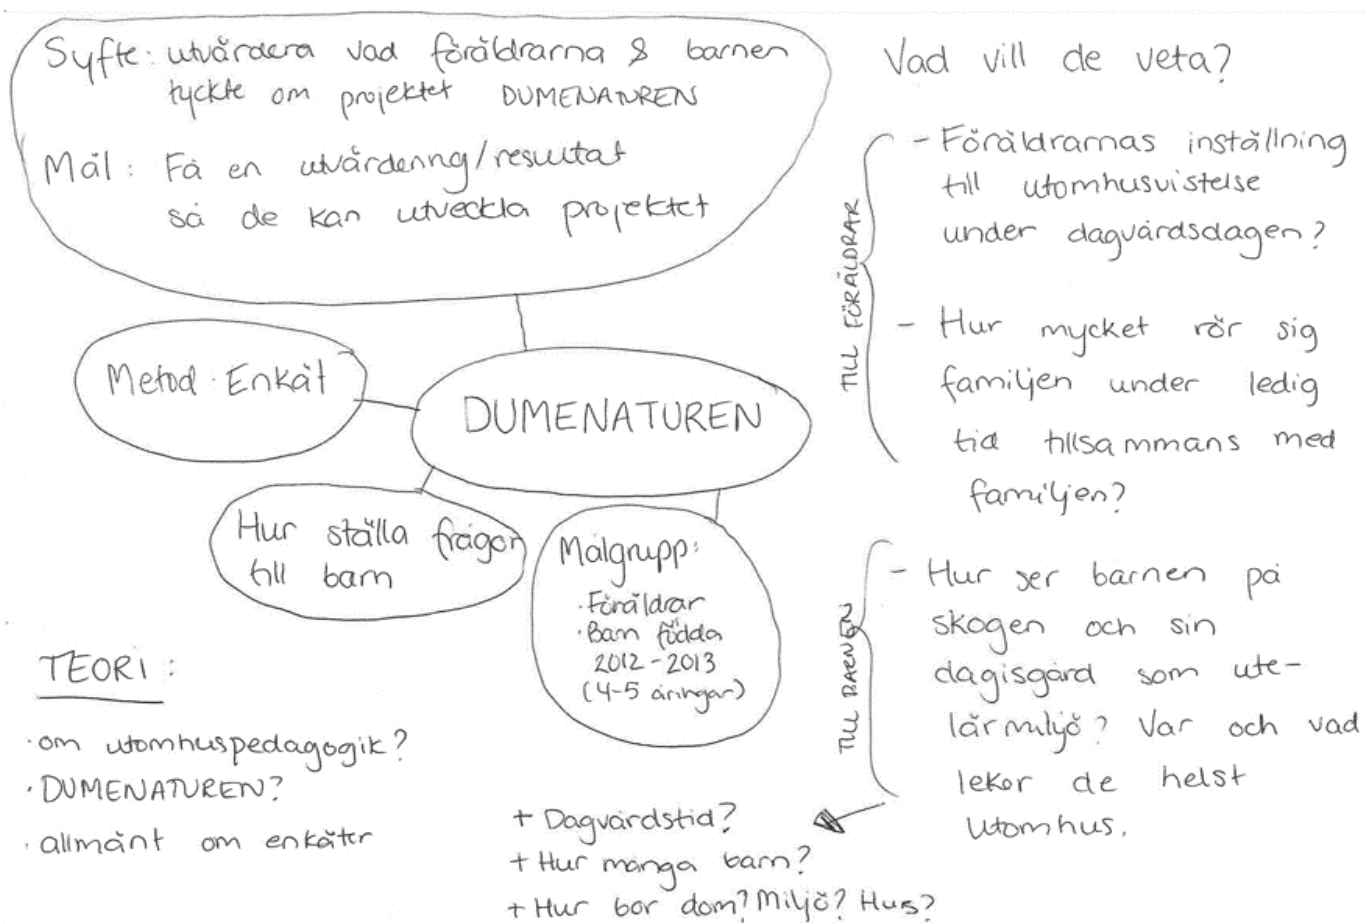 Syfte: utvärdera vad föräldrarna & barnen
tyckte om projektet DUMENATUREN
Mål: Få en utvärdering/resultat
så de kan utveckla projektet
Metod: Enkät
DUMENATUREN
Hur ställa frågor
till barn
Målgrupp:
· Föräldrar
· Barn födda
2012-2013
(4-5 åringar)
TEORI:
· om utomhuspedagogik?
· DUMENATUREN?
· allmänt om enkäter
Vad vill de veta?
TILL FÖRÄLDRAR
- Föräldrarnas inställning
till utomhusvistelse
under dagvårdsdagen?
- Hur mycket rör sig
familjen under ledig
tid tillsammans med
familjen?
TILL BARNEN
- Hur ser barnen på
skogen och sin
dagisgård som ute-
lärmiljö? Var och vad
leker de helst
utomhus.
+ Dagvårdstid?
+ Hur många barn?
+ Hur bor dom? Miljö? Hus?